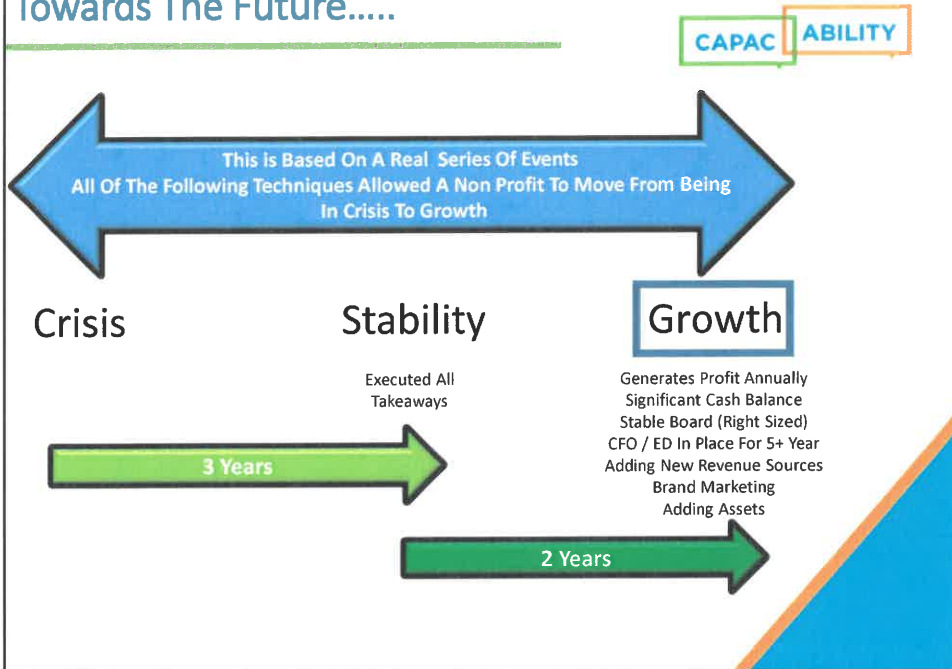 Towards The Future.....
CAPAC ABILITY
This is Based On A Real Series Of Events
All Of The Following Techniques Allowed A Non Profit To Move From Being
In Crisis To Growth
Crisis
Stability
Growth
Executed All
Takeaways
Generates Profit Annually
Significant Cash Balance
Stable Board (Right Sized)
CFO / ED In Place For 5+ Year
Adding New Revenue Sources
Brand Marketing
Adding Assets
3 Years
2 Years